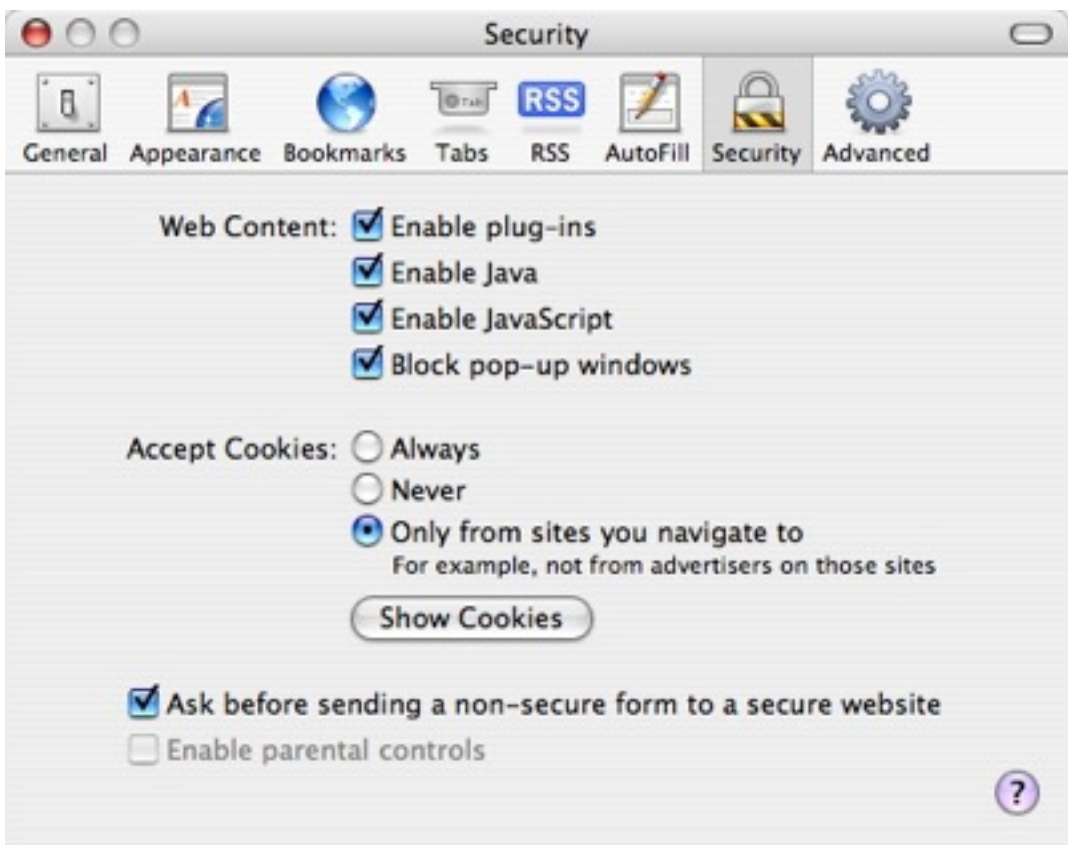 Security
General Appearance Bookmarks Tabs RSS AutoFill Security Advanced
RSS
Web Content: Enable plug-ins
Enable Java
Enable JavaScript
Block pop-up windows
Accept Cookies: Always
Never
Only from sites you navigate to
For example, not from advertisers on those sites
Show Cookies
Ask before sending a non-secure form to a secure website
Enable parental controls
?